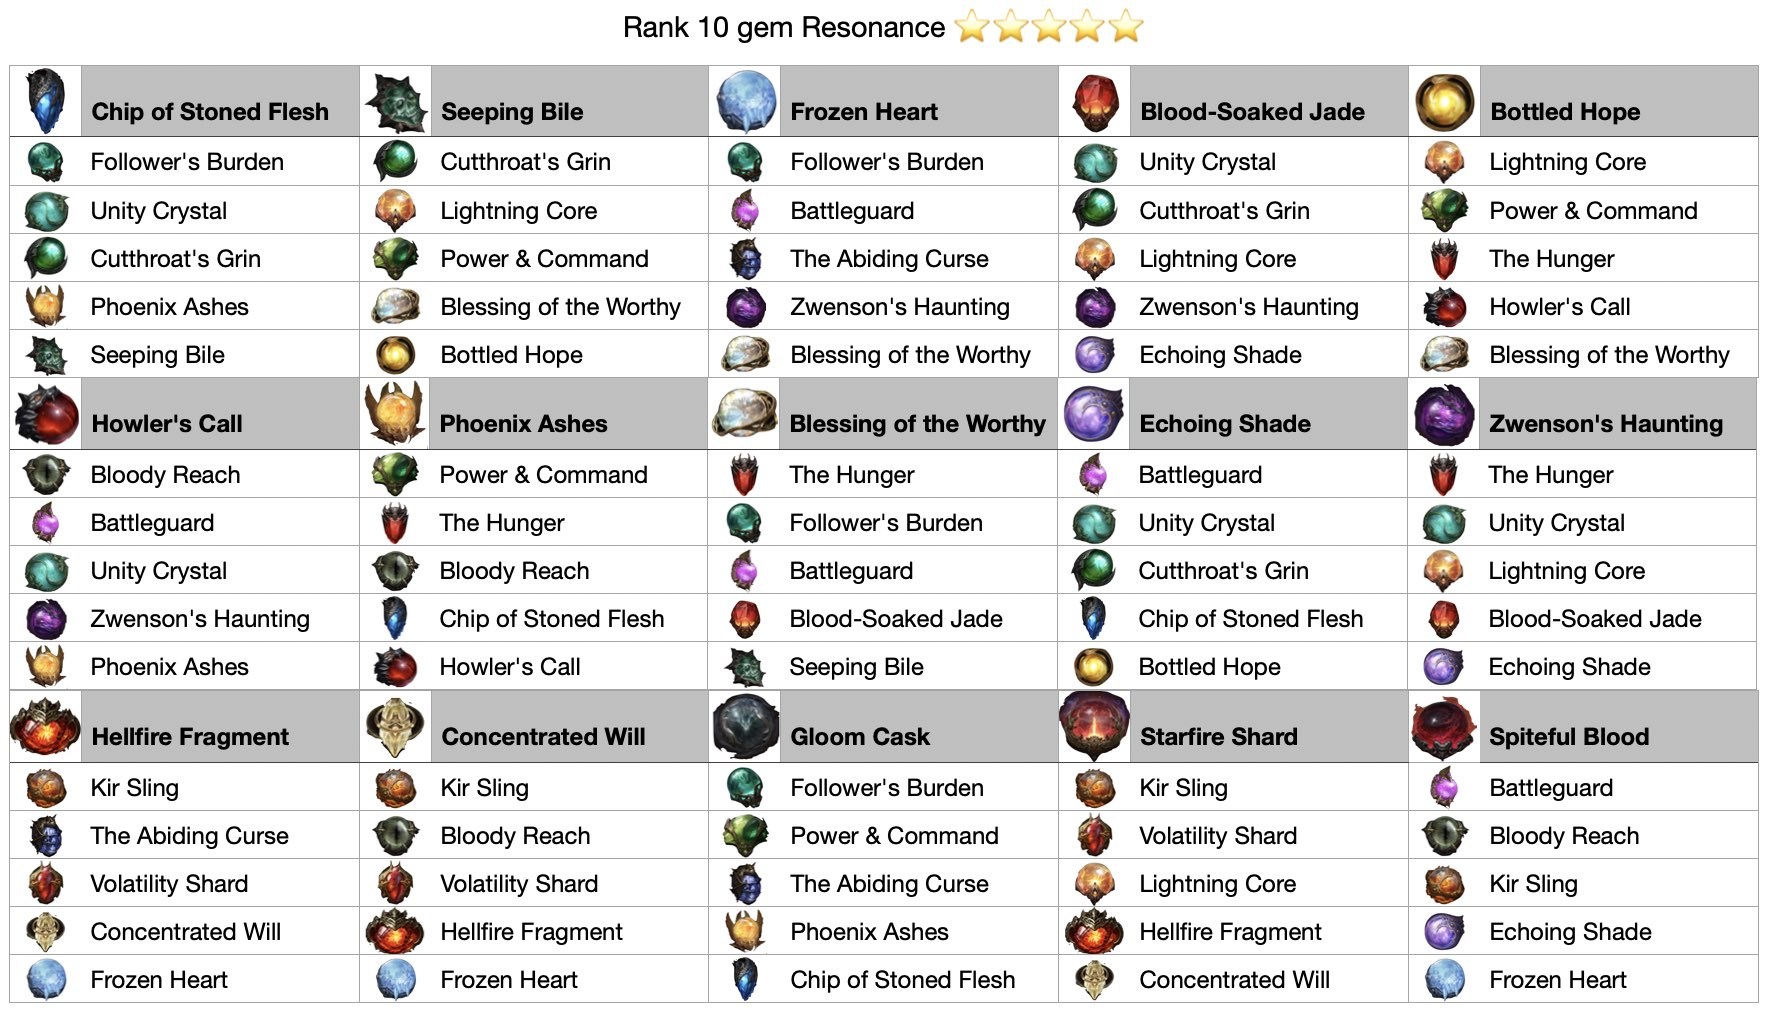 Rank 10 gem Resonance ⭐⭐⭐⭐⭐
Chip of Stoned Flesh Seeping Bile Frozen Heart Blood-Soaked Jade Bottled Hope
Follower's Burden Cutthroat's Grin Follower's Burden Unity Crystal Lightning Core
Unity Crystal Lightning Core Battleguard Cutthroat's Grin Power & Command
Cutthroat's Grin Power & Command The Abiding Curse Lightning Core The Hunger
Phoenix Ashes Blessing of the Worthy Zwenson's Haunting Zwenson's Haunting Howler's Call
Seeping Bile Bottled Hope Blessing of the Worthy Echoing Shade Blessing of the Worthy
Howler's Call Phoenix Ashes Blessing of the Worthy Echoing Shade Zwenson's Haunting
Bloody Reach Power & Command The Hunger Battleguard The Hunger
Battleguard The Hunger Follower's Burden Unity Crystal Unity Crystal
Unity Crystal Bloody Reach Battleguard Cutthroat's Grin Lightning Core
Zwenson's Haunting Chip of Stoned Flesh Blood-Soaked Jade Chip of Stoned Flesh Blood-Soaked Jade
Phoenix Ashes Howler's Call Seeping Bile Bottled Hope Echoing Shade
Hellfire Fragment Concentrated Will Gloom Cask Starfire Shard Spiteful Blood
Kir Sling Kir Sling Follower's Burden Kir Sling Battleguard
The Abiding Curse Bloody Reach Power & Command Volatility Shard Bloody Reach
Volatility Shard Volatility Shard The Abiding Curse Lightning Core Kir Sling
Concentrated Will Hellfire Fragment Phoenix Ashes Hellfire Fragment Echoing Shade
Frozen Heart Frozen Heart Chip of Stoned Flesh Concentrated Will Frozen Heart